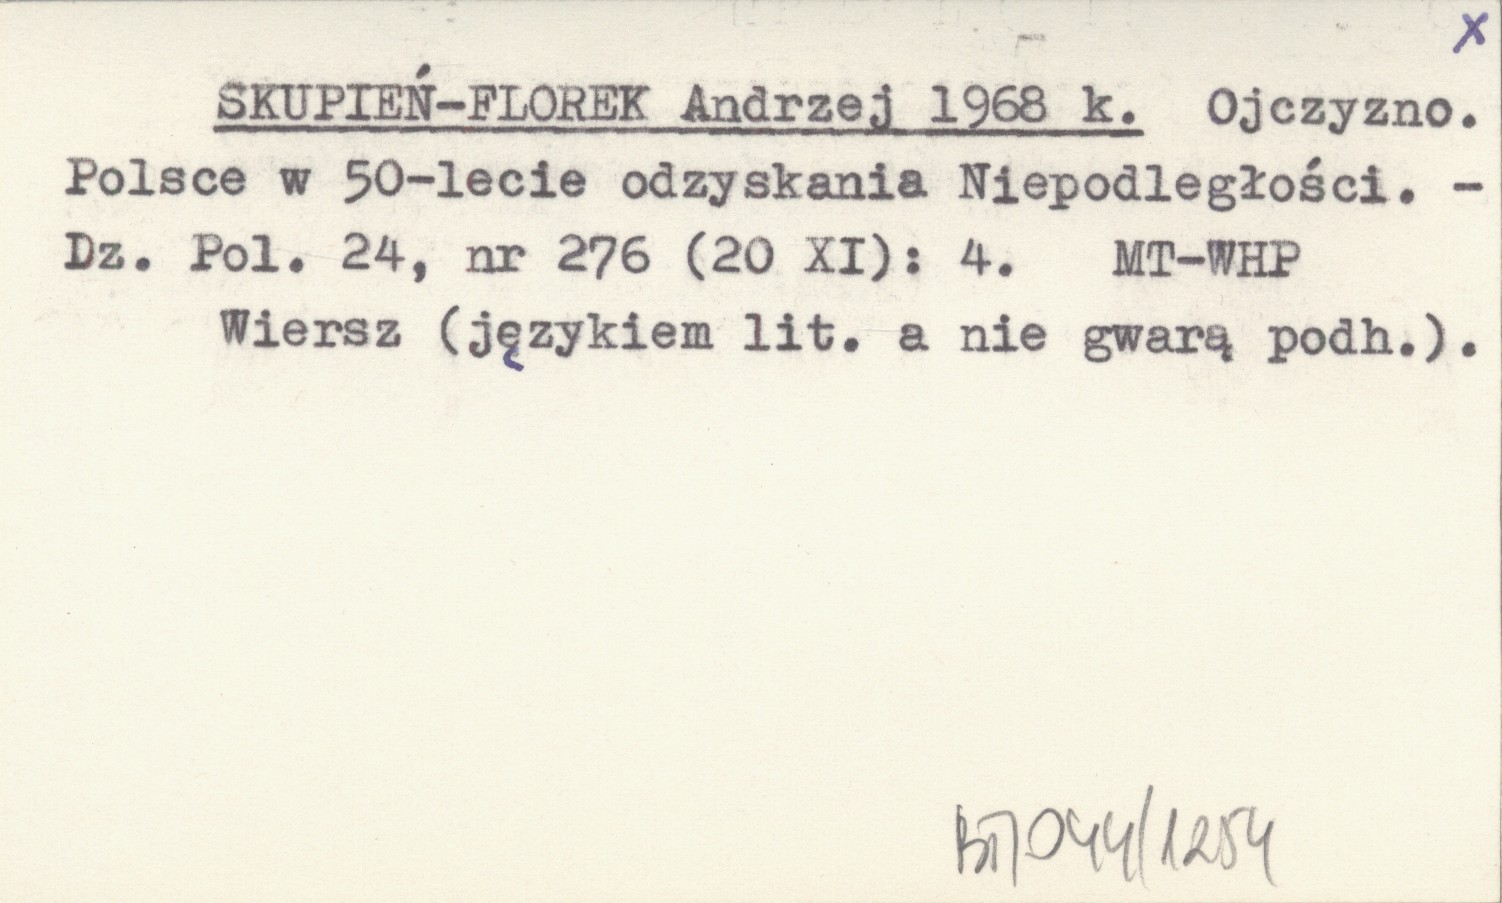 x
SKUPIEŃ-FLOREK Andrzej 1968 k. Ojczyzno.
Polsce w 50-lecie odzyskania Niepodległości. -
Dz. Pol. 24, nr 276 (20 XI): 4. MT-WHP
Wiersz (językiem lit. a nie gwarą podh.).
044/1254